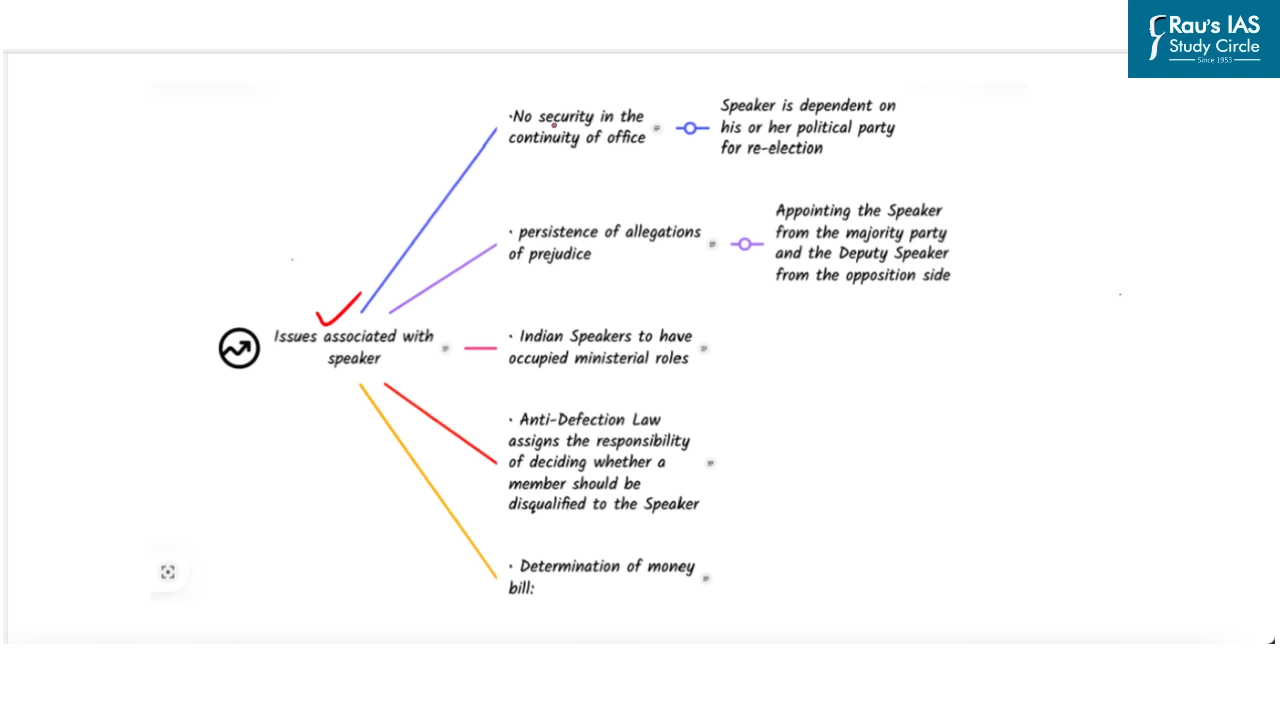 Rau's IAS
Study Circle
Since 1953
·No security in the
continuity of office
Speaker is dependent on
his or her political party
for re-election
· persistence of allegations
of prejudice
Appointing the Speaker
from the majority party
and the Deputy Speaker
from the opposition side
Issues associated with
speaker
· Indian Speakers to have
occupied ministerial roles
· Anti-Defection Law
assigns the responsibility
of deciding whether a
member should be
disqualified to the Speaker
· Determination of money
bill: